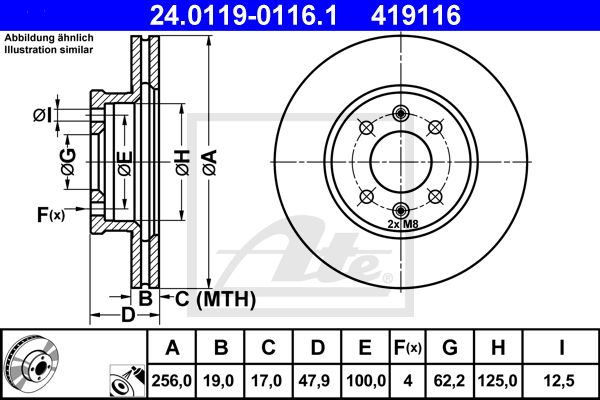 24.0119-0116.1 419116
Abbildung ähnlich
Illustration similar
ØI
ØG
ØE
ØH
ØA
F(x)
2x M8
B
C (MTH)
D
Ate
A B C D E F(x) G H I
256,0 19,0 17,0 47,9 100,0 4 62,2 125,0 12,5